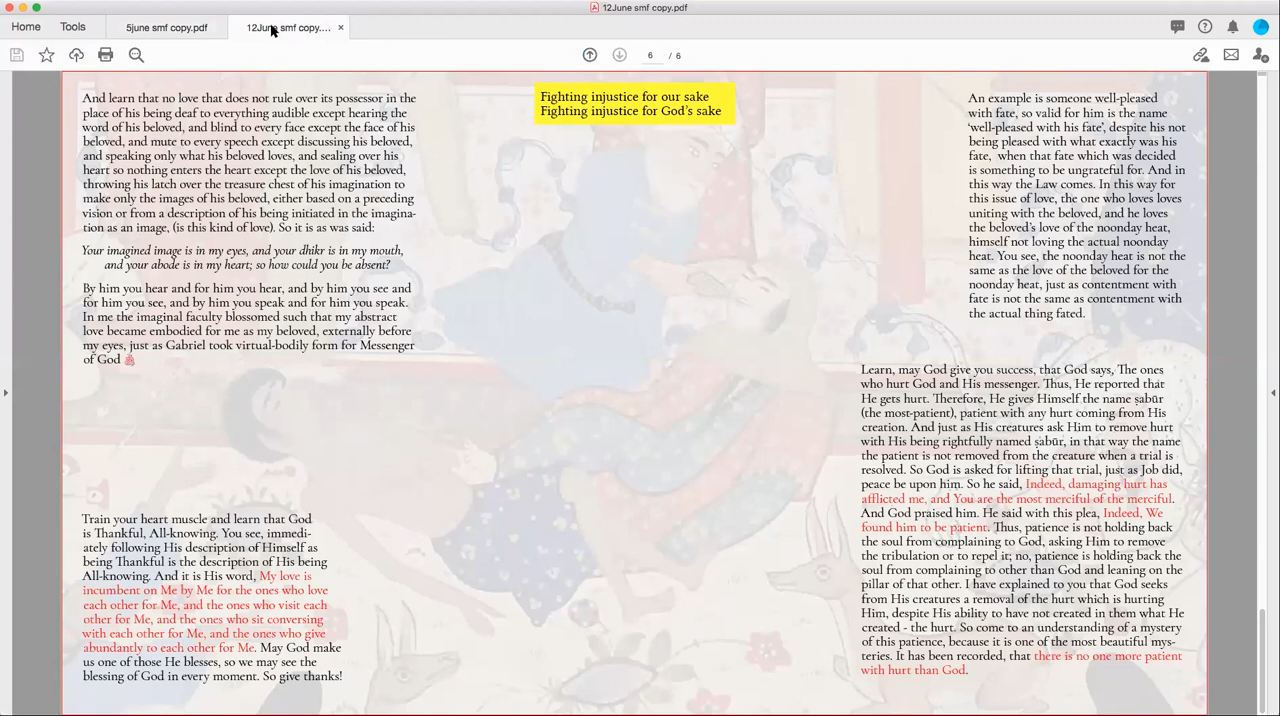 12June smf copy.pdf
Home
Tools
5june smf copy.pdf
12June smf copy....
×
6 / 6
And learn that no love that does not rule over its possessor in the
place of his being deaf to everything audible except hearing the
word of his beloved, and blind to every face except the face of his
beloved, and mute to every speech except discussing his beloved,
and speaking only what his beloved loves, and sealing over his
heart so nothing enters the heart except the love of his beloved,
throwing his latch over the treasure chest of his imagination to
make only the images of his beloved, either based on a preceding
vision or from a description of his being initiated in the imagina-
tion as an image, (is this kind of love). So it is as was said:
Your imagined image is in my eyes, and your dhikr is in my mouth,
and your abode is in my heart; so how could you be absent?
By him you hear and for him you hear, and by him you see and
for him you see, and by him you speak and for him you speak.
In me the imaginal faculty blossomed such that my abstract
love became embodied for me as my beloved, externally before
my eyes, just as Gabriel took virtual-bodily form for Messenger
of God
Train your heart muscle and learn that God
is Thankful, All-knowing. You see, immedi-
ately following His description of Himself as
being Thankful is the description of His being
All-knowing. And it is His word, My love is
incumbent on Me by Me for the ones who love
each other for Me, and the ones who visit each
other for Me, and the ones who sit conversing
with each other for Me, and the ones who give
abundantly to each other for Me. May God make
us one of those He blesses, so we may see the
blessing of God in every moment. So give thanks!
Fighting injustice for our sake
Fighting injustice for God's sake
An example is someone well-pleased
with fate, so valid for him is the name
'well-pleased with his fate', despite his not
being pleased with what exactly was his
fate, when that fate which was decided
is something to be ungrateful for. And in
this way the Law comes. In this way for
this issue of love, the one who loves loves
uniting with the beloved, and he loves
the beloved's love of the noonday heat,
himself not loving the actual noonday
heat. You see, the noonday heat is not the
same as the love of the beloved for the
noonday heat, just as contentment with
fate is not the same as contentment with
the actual thing fated.
Learn, may God give you success, that God says, The ones
who hurt God and His messenger. Thus, He reported that
He gets hurt. Therefore, He gives Himself the name ṣabūr
(the most-patient), patient with any hurt coming from His
creation. And just as His creatures ask Him to remove hurt
with His being rightfully named ṣabūr, in that way the name
the patient is not removed from the creature when a trial is
resolved. So God is asked for lifting that trial, just as Job did,
peace be upon him. So he said, Indeed, damaging hurt has
afflicted me, and You are the most merciful of the merciful.
And God praised him. He said with this plea, Indeed, We
found him to be patient. Thus, patience is not holding back
the soul from complaining to God, asking Him to remove
the tribulation or to repel it; no, patience is holding back the
soul from complaining to other than God and leaning on the
pillar of that other. I have explained to you that God seeks
from His creatures a removal of the hurt which is hurting
Him, despite His ability to have not created in them what He
created - the hurt. So come to an understanding of a mystery
of this patience, because it is one of the most beautiful mys-
teries. It has been recorded, that there is no one more patient
with hurt than God.